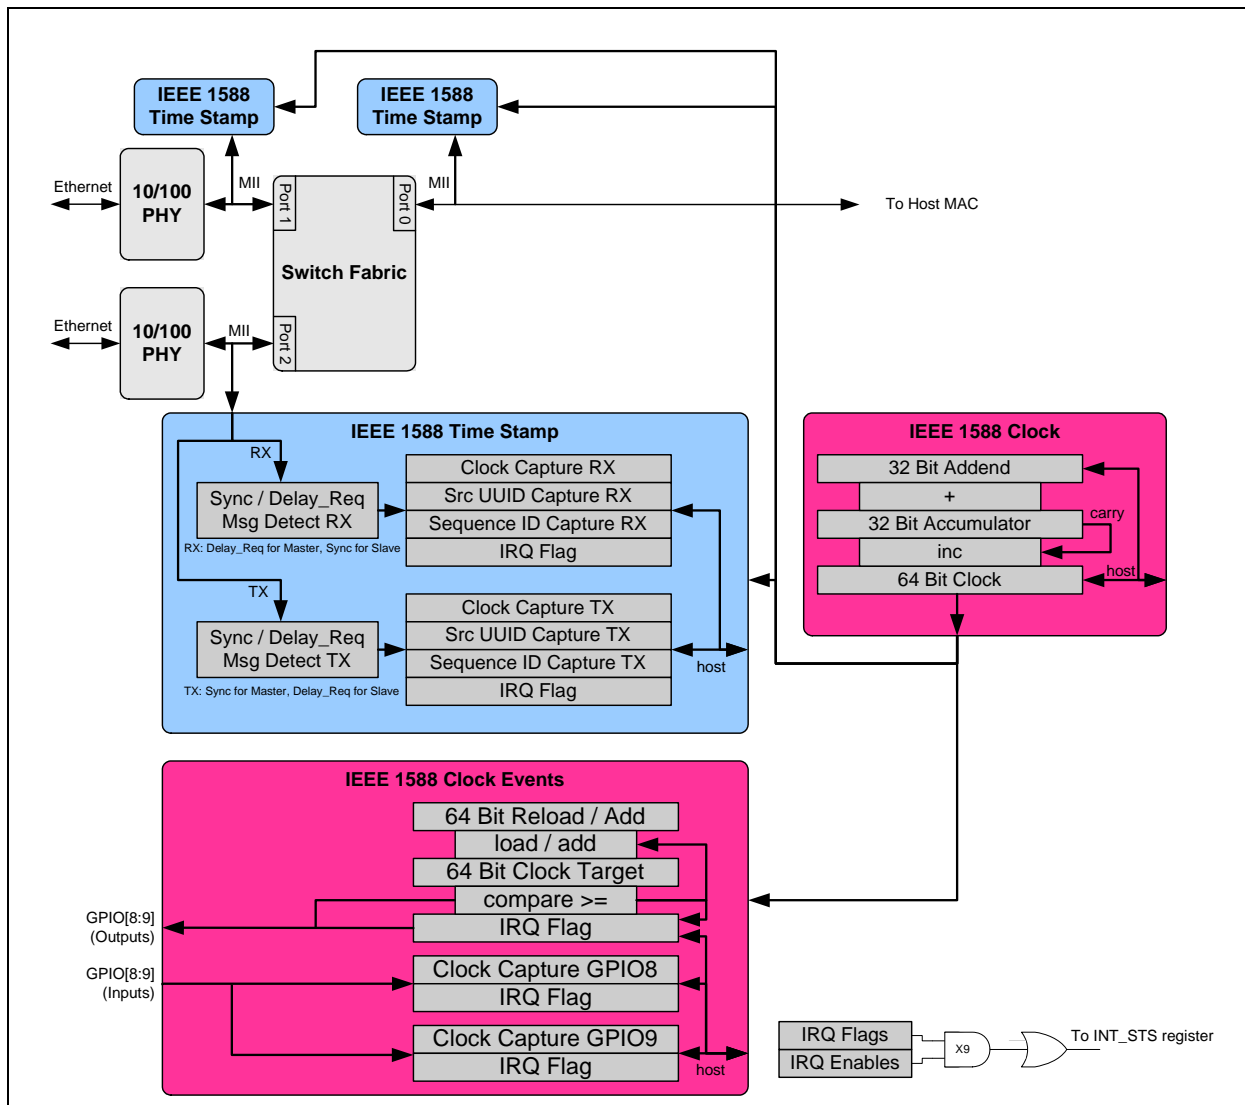 IEEE 1588
Time Stamp
IEEE 1588
Time Stamp
Ethernet
10/100
PHY
MII
Port 1
Port 0
MII
To Host MAC
Switch Fabric
Ethernet
10/100
PHY
MII
Port 2
IEEE 1588 Time Stamp
RX
Sync / Delay_Req
Msg Detect RX
RX: Delay_Req for Master, Sync for Slave
Clock Capture RX
Src UUID Capture RX
Sequence ID Capture RX
IRQ Flag
TX
Sync / Delay_Req
Msg Detect TX
TX: Sync for Master, Delay_Req for Slave
Clock Capture TX
Src UUID Capture TX
Sequence ID Capture TX
IRQ Flag
host
IEEE 1588 Clock
32 Bit Addend
+
32 Bit Accumulator
carry
inc
64 Bit Clock
host
IEEE 1588 Clock Events
64 Bit Reload / Add
load / add
64 Bit Clock Target
compare >=
IRQ Flag
GPIO[8:9]
(Outputs)
GPIO[8:9]
(Inputs)
Clock Capture GPIO8
IRQ Flag
Clock Capture GPIO9
IRQ Flag
host
IRQ Flags
IRQ Enables
X9
To INT_STS register